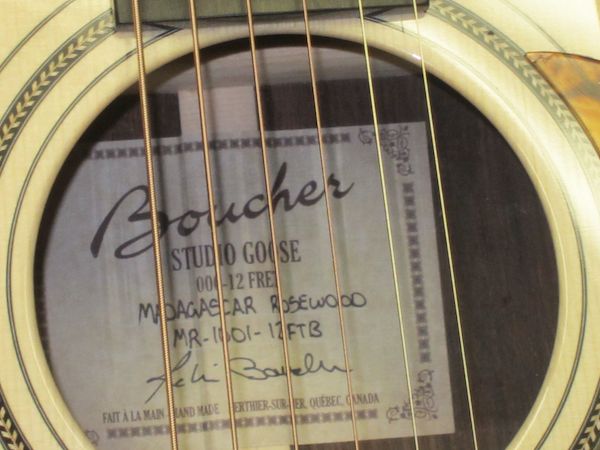 Boucher
STUDIO GOOSE
000-12 FRET
MADAGASCAR ROSEWOOD
MR-1001-12FTB
FAIT À LA MAIN HAND MADE BERTHIER-SUR-MER, QUÉBEC, CANADA